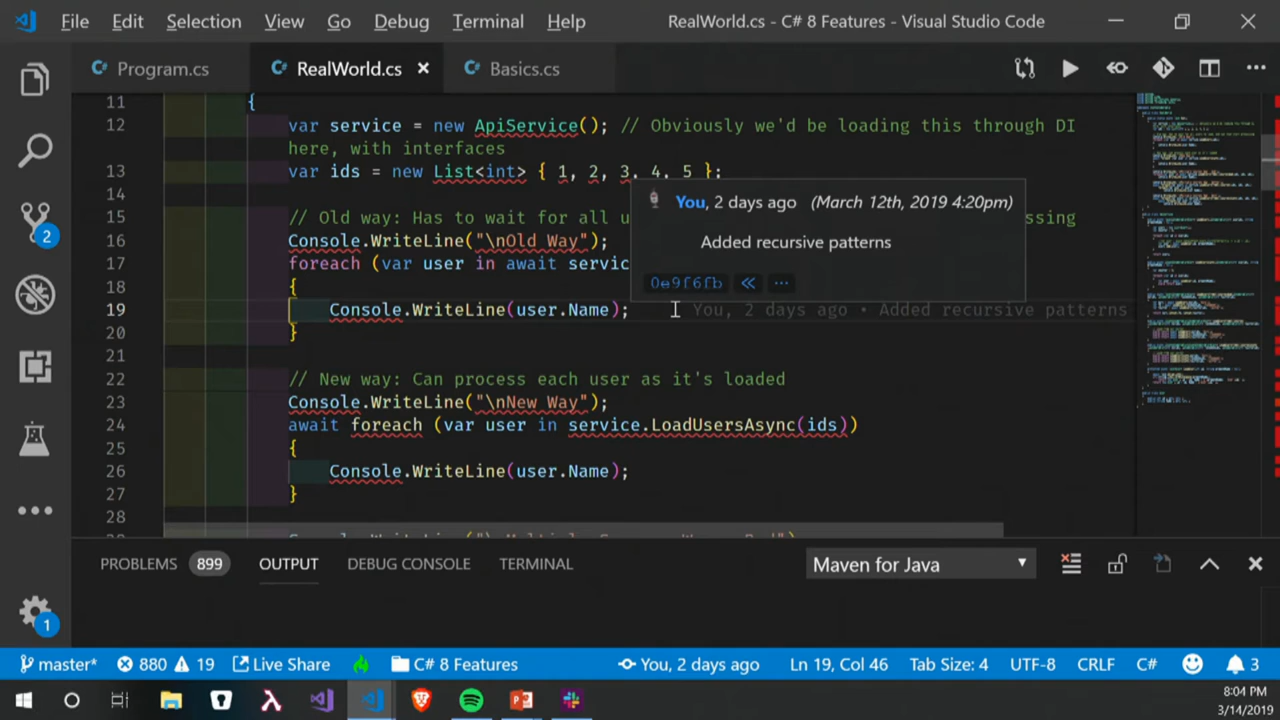 File Edit Selection View Go Debug Terminal Help RealWorld.cs - C# 8 Features - Visual Studio Code
Program.cs RealWorld.cs Basics.cs
11 {
12 var service = new ApiService(); // Obviously we'd be loading this through DI
here, with interfaces
13 var ids = new List<int> { 1, 2, 3, 4, 5 };
14
15 // Old way: Has to wait for all u ssing
16 Console.WriteLine("\nOld Way");
17 foreach (var user in await servic
18 {
19 Console.WriteLine(user.Name); You, 2 days ago • Added recursive patterns
20 }
21
22 // New way: Can process each user as it's loaded
23 Console.WriteLine("\nNew Way");
24 await foreach (var user in service.LoadUsersAsync(ids))
25 {
26 Console.WriteLine(user.Name);
27 }
28
You, 2 days ago (March 12th, 2019 4:20pm)
Added recursive patterns
0e9f6fb
2
1
PROBLEMS 899 OUTPUT DEBUG CONSOLE TERMINAL Maven for Java
master* 880 19 Live Share C# 8 Features You, 2 days ago Ln 19, Col 46 Tab Size: 4 UTF-8 CRLF C# 3
8:04 PM
3/14/2019